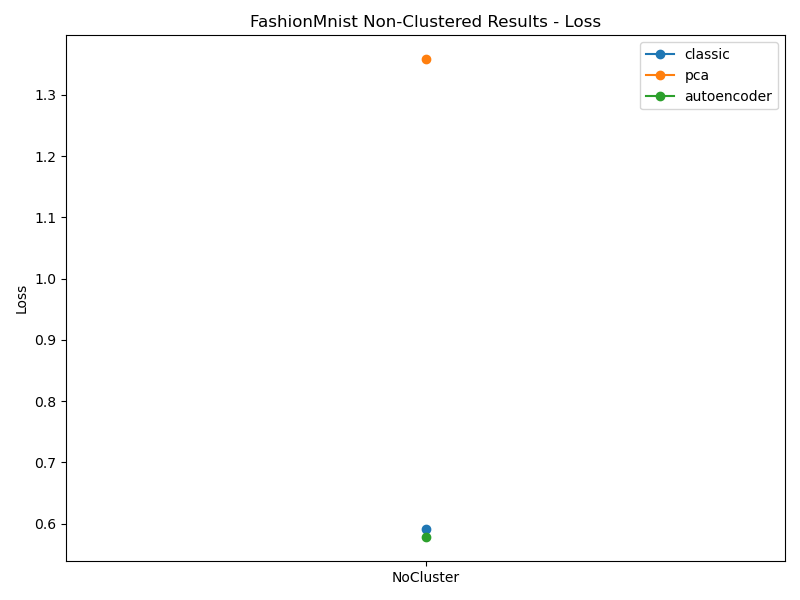 FashionMnist Non-Clustered Results - Loss
classic
pca
autoencoder
1.3
1.2
1.1
1.0
0.9
0.8
0.7
0.6
Loss
NoCluster